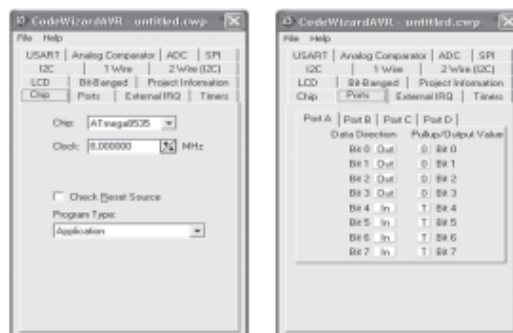 CodeWizardAVR - untitled.cwp
File Help
USART Analog Comparator ADC SPI
I2C 1 Wire 2 Wire (I2C)
LCD Bit-Banged Project Information
Chip Ports External IRQ Timers
Chip: ATmega8535
Clock: 8.000000 MHz
Check Reset Source
Program Type:
Application
CodeWizardAVR - untitled.cwp
File Help
USART Analog Comparator ADC SPI
I2C 1 Wire 2 Wire (I2C)
LCD Bit-Banged Project Information
Chip Ports External IRQ Timers
Port A Port B Port C Port D
Data Direction Pullup/Output Value
Bit 0 Out 0 Bit 0
Bit 1 Out 0 Bit 1
Bit 2 Out 0 Bit 2
Bit 3 Out 0 Bit 3
Bit 4 In T Bit 4
Bit 5 In T Bit 5
Bit 6 In T Bit 6
Bit 7 In T Bit 7